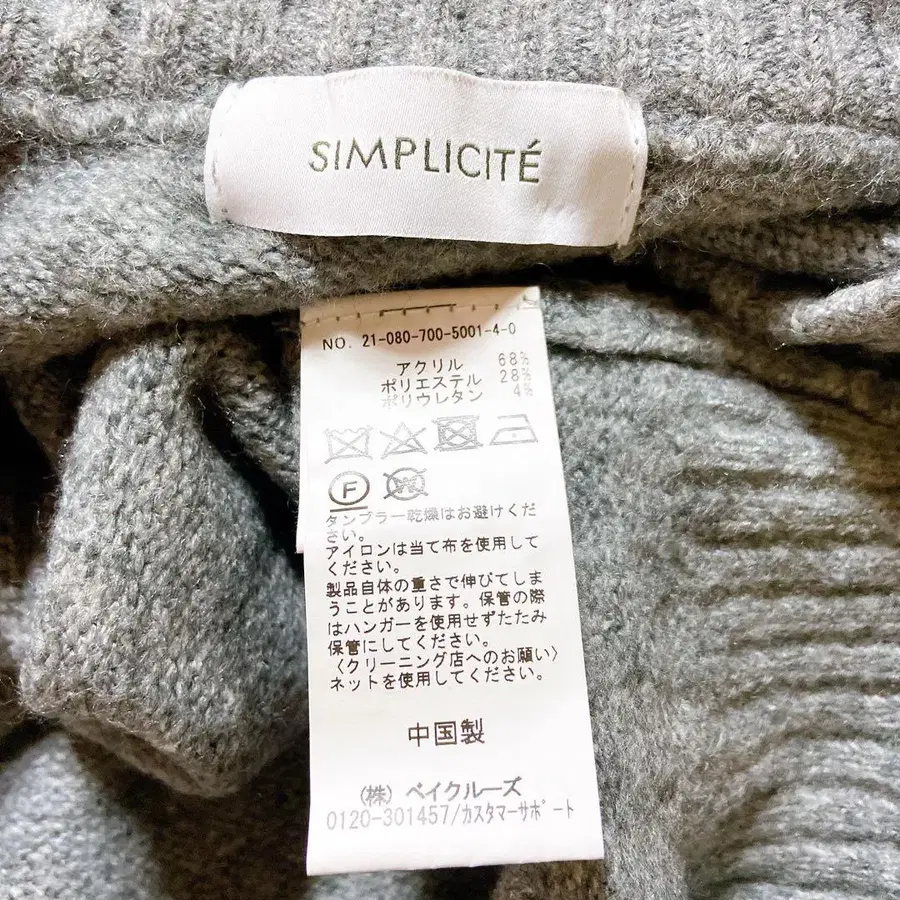 SIMPLICITÉ
NO. 21-080-700-5001-4-0
アクリル 68%
ポリエステル 28%
ポリウレタン 4%
F W
タンブラー乾燥はお避けくだ
さい。
アイロンは当て布を使用して
ください。
製品自体の重さで伸びてしま
うことがあります。保管の際
はハンガーを使用せずたたみ
保管にしてください。
〈クリーニング店へのお願い〉
ネットを使用してください。
中国製
(株) ベイクルーズ
0120-301457/カスタマーサポート